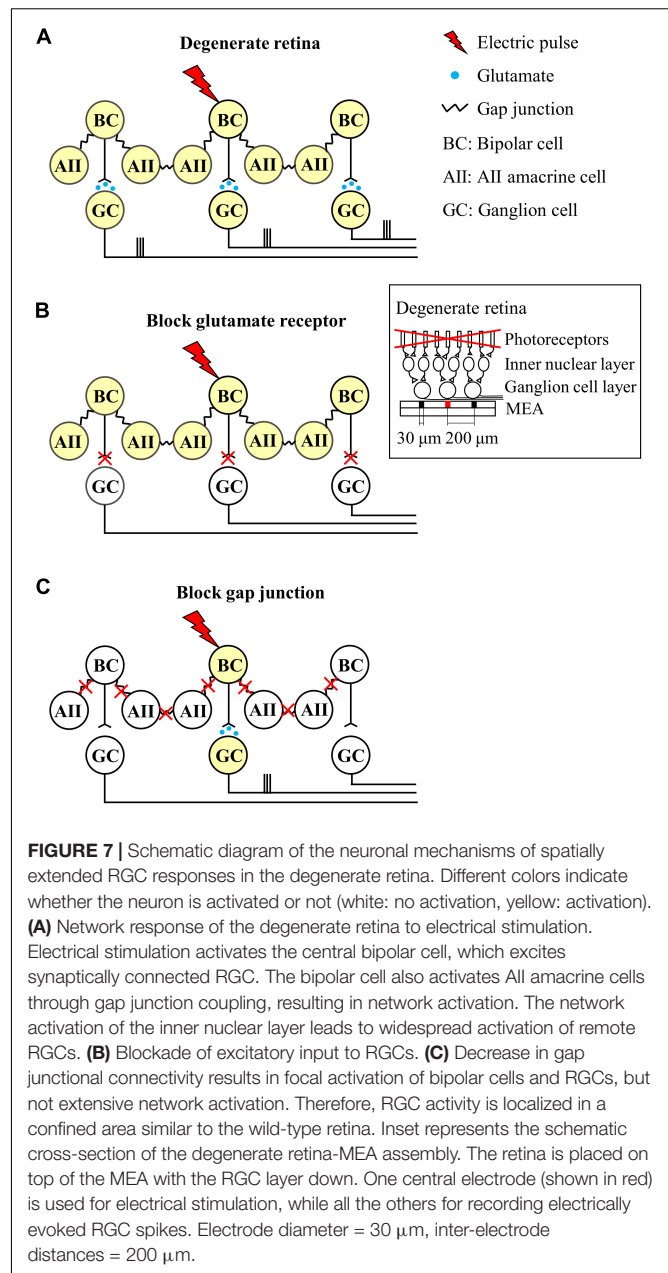 A
Degenerate retina
Electric pulse
Glutamate
Gap junction
BC: Bipolar cell
AII: AII amacrine cell
GC: Ganglion cell
BC BC BC
AII AII AII AII AII
GC GC GC
B
Block glutamate receptor
BC BC BC
AII AII AII AII AII
GC GC GC
Degenerate retina
Photoreceptors
Inner nuclear layer
Ganglion cell layer
MEA
30 μm 200 μm
C
Block gap junction
BC BC BC
AII AII AII AII AII
GC GC GC
FIGURE 7 | Schematic diagram of the neuronal mechanisms of spatially
extended RGC responses in the degenerate retina. Different colors indicate
whether the neuron is activated or not (white: no activation, yellow: activation).
(A) Network response of the degenerate retina to electrical stimulation.
Electrical stimulation activates the central bipolar cell, which excites
synaptically connected RGC. The bipolar cell also activates AII amacrine cells
through gap junction coupling, resulting in network activation. The network
activation of the inner nuclear layer leads to widespread activation of remote
RGCs. (B) Blockade of excitatory input to RGCs. (C) Decrease in gap
junctional connectivity results in focal activation of bipolar cells and RGCs, but
not extensive network activation. Therefore, RGC activity is localized in a
confined area similar to the wild-type retina. Inset represents the schematic
cross-section of the degenerate retina-MEA assembly. The retina is placed on
top of the MEA with the RGC layer down. One central electrode (shown in red)
is used for electrical stimulation, while all the others for recording electrically
evoked RGC spikes. Electrode diameter = 30 μm, inter-electrode
distances = 200 μm.